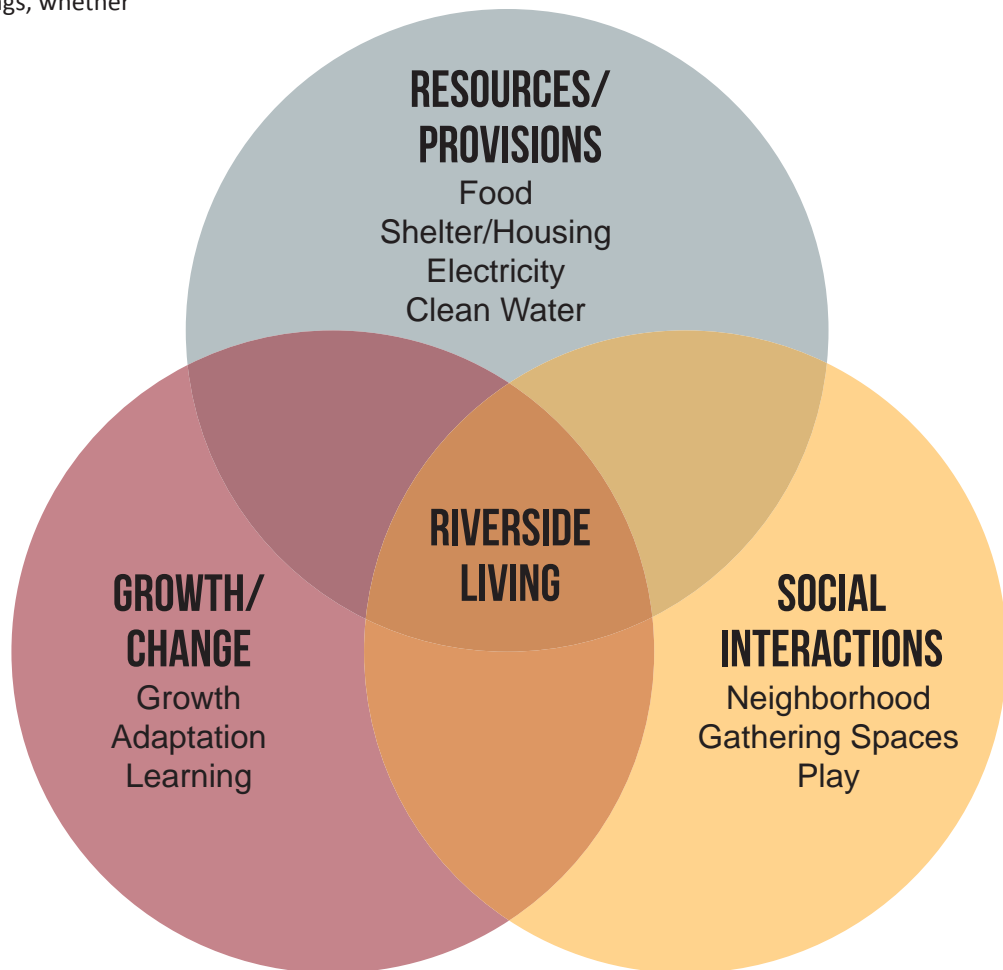 whether
RESOURCES/
PROVISIONS
Food
Shelter/Housing
Electricity
Clean Water
RIVERSIDE
LIVING
GROWTH/
CHANGE
Growth
Adaptation
Learning
SOCIAL
INTERACTIONS
Neighborhood
Gathering Spaces
Play